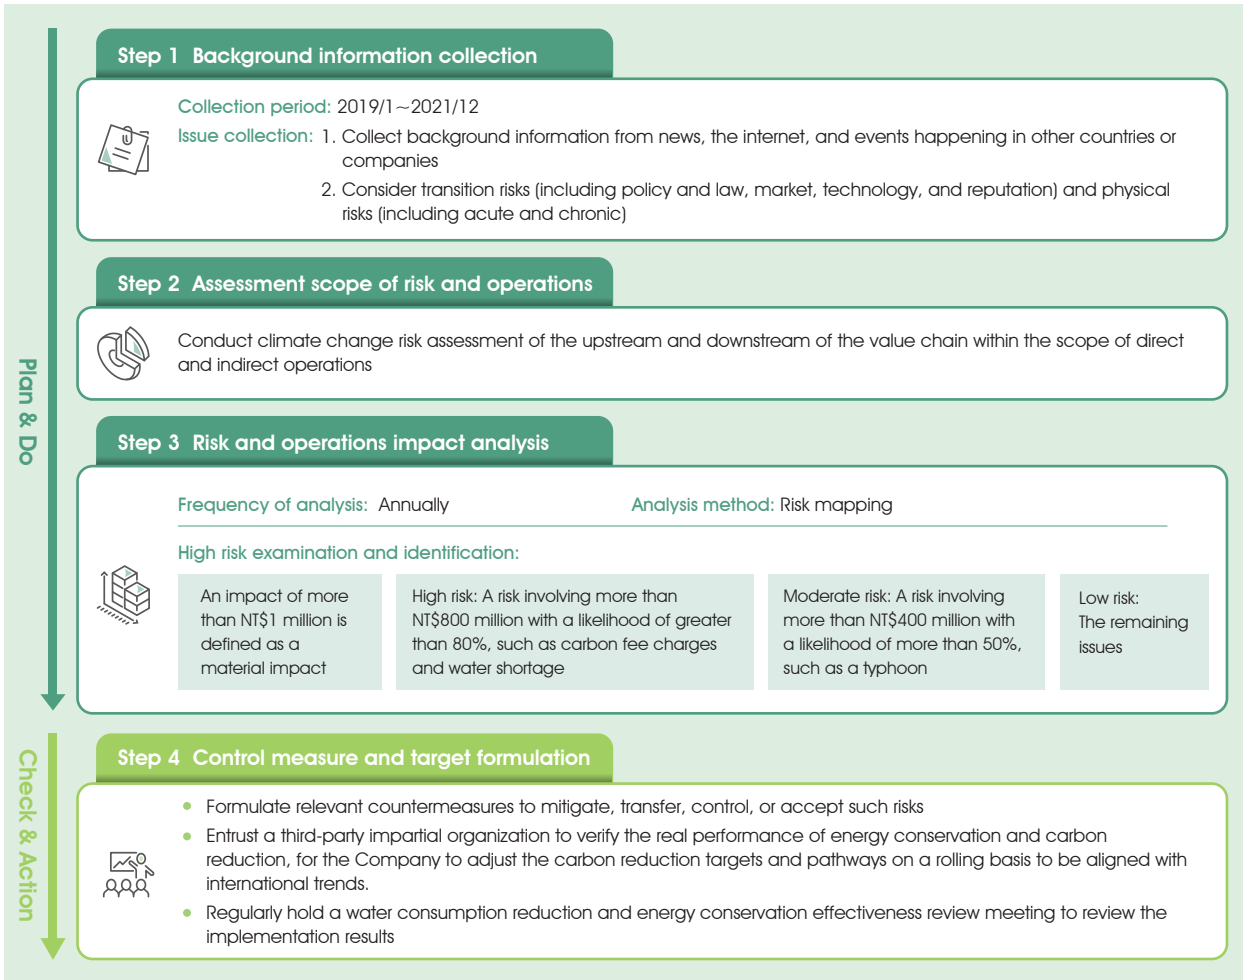 Plan & Do
Step 1 Background information collection
Collection period: 2019/1~2021/12
Issue collection: 1. Collect background information from news, the internet, and events happening in other countries or
companies
2. Consider transition risks (including policy and law, market, technology, and reputation) and physical
risks (including acute and chronic)
Step 2 Assessment scope of risk and operations
Conduct climate change risk assessment of the upstream and downstream of the value chain within the scope of direct
and indirect operations
Step 3 Risk and operations impact analysis
Frequency of analysis: Annually
Analysis method: Risk mapping
High risk examination and identification:
An impact of more
than NT$1 million is
defined as a
material impact
High risk: A risk involving more than
NT$800 million with a likelihood of greater
than 80%, such as carbon fee charges
and water shortage
Moderate risk: A risk involving
more than NT$400 million with
a likelihood of more than 50%,
such as a typhoon
Low risk:
The remaining
issues
Check & Action
Step 4 Control measure and target formulation
• Formulate relevant countermeasures to mitigate, transfer, control, or accept such risks
• Entrust a third-party impartial organization to verify the real performance of energy conservation and carbon
reduction, for the Company to adjust the carbon reduction targets and pathways on a rolling basis to be aligned with
international trends.
• Regularly hold a water consumption reduction and energy conservation effectiveness review meeting to review the
implementation results